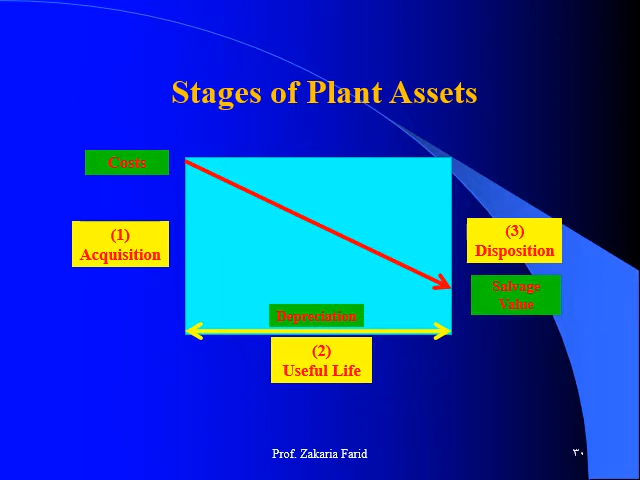 Stages of Plant Assets
Costs
(1)
Acquisition
(3)
Disposition
Salvage
Value
Depreciation
(2)
Useful Life
Prof. Zakaria Farid
٣٠